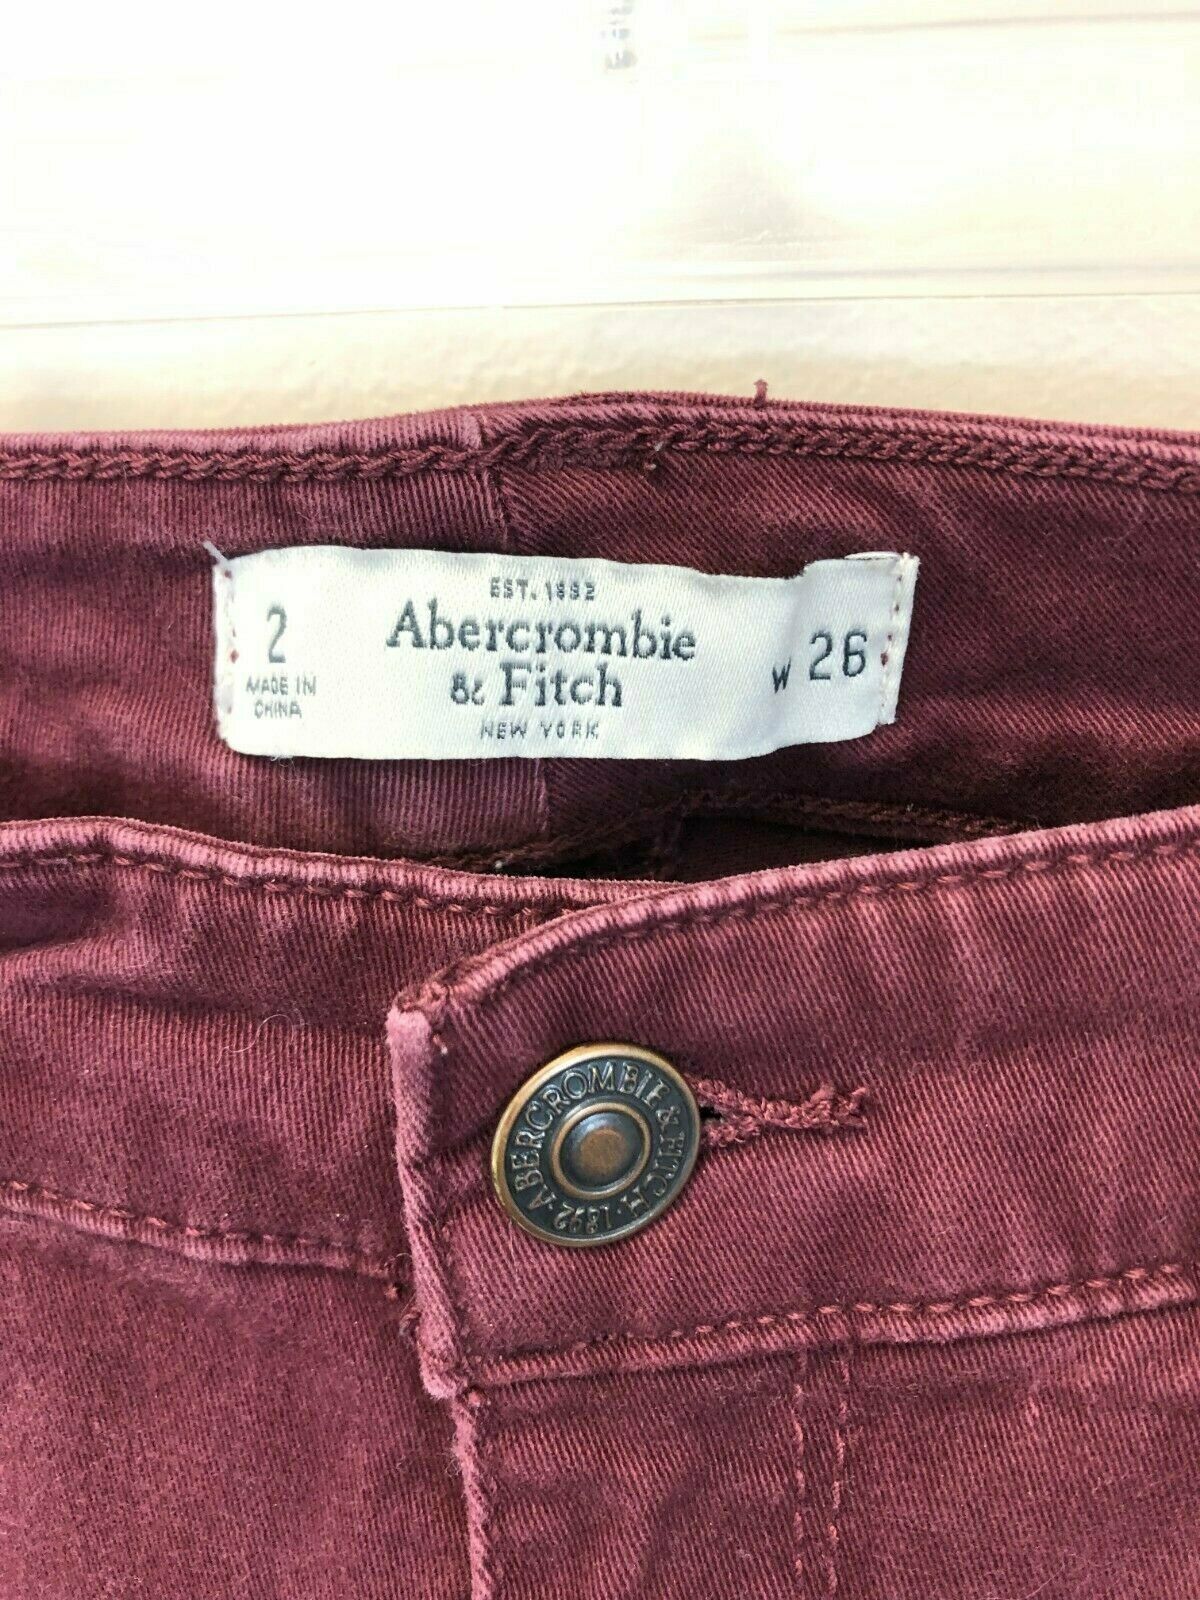 EST. 1892
2
Abercrombie
& Fitch
W 26
MADE IN
CHINA
NEW YORK
ABERCROMBIE & FITCH · 1892 ·